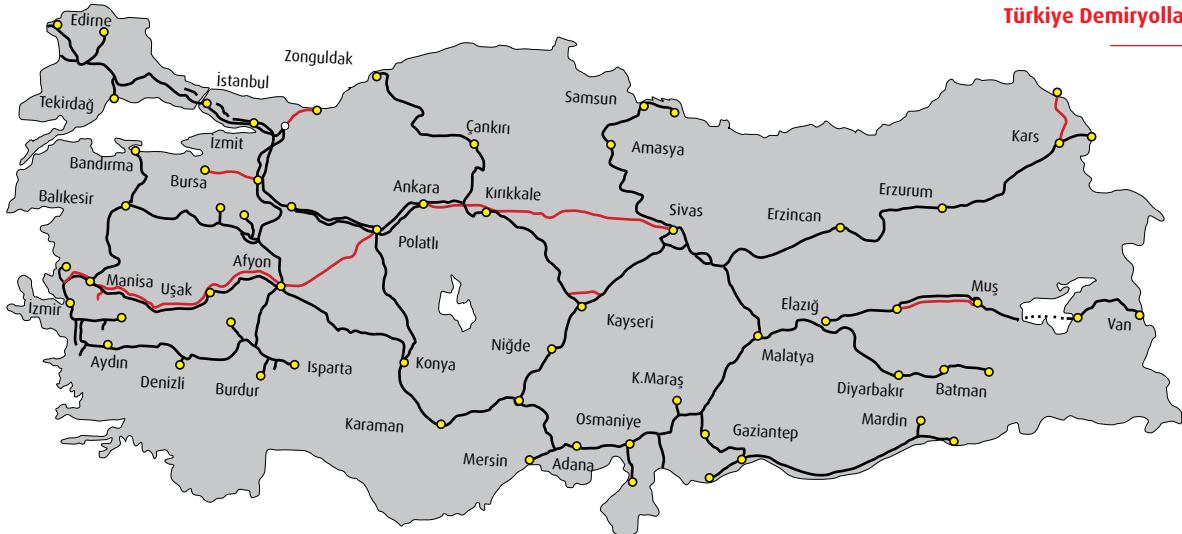 Türkiye Demiryolla
Edirne
Zonguldak
İstanbul
Tekirdağ
Samsun
Çankırı
Kars
İzmit
Amasya
Bandırma
Bursa
Ankara
Kırıkkale
Erzurum
Balıkesir
Sivas
Erzincan
Polatlı
Afyon
Manisa
Uşak
Muş
İzmir
Elazığ
Kayseri
Van
Niğde
Malatya
Aydın
Konya
Isparta
Denizli
K.Maraş
Diyarbakır
Batman
Burdur
Karaman
Osmaniye
Mardin
Gaziantep
Mersin
Adana